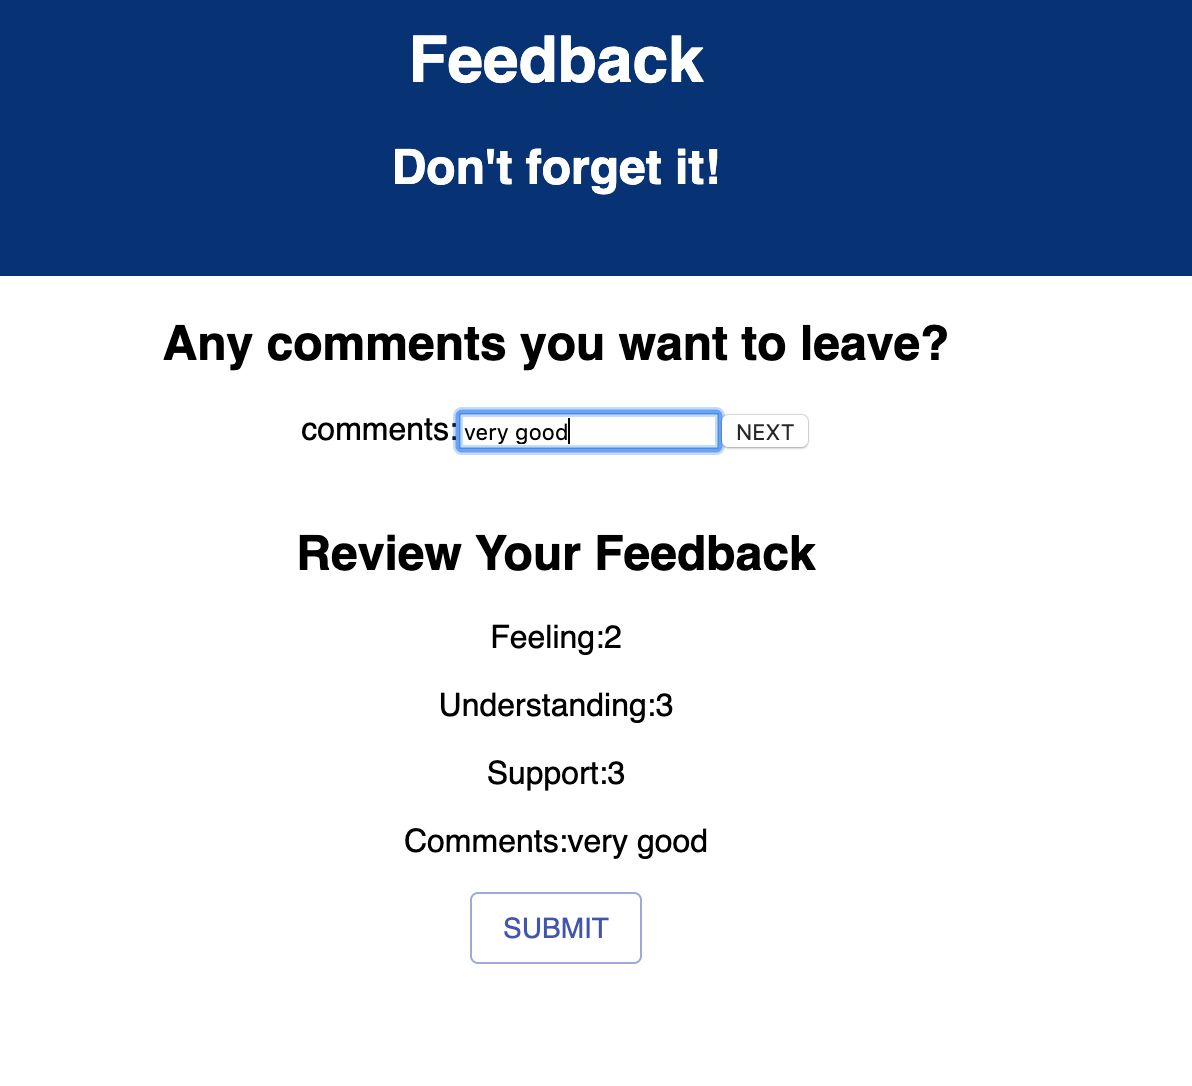 Feedback
Don't forget it!
Any comments you want to leave?
comments:very good NEXT
Review Your Feedback
Feeling:2
Understanding:3
Support:3
Comments:very good
SUBMIT